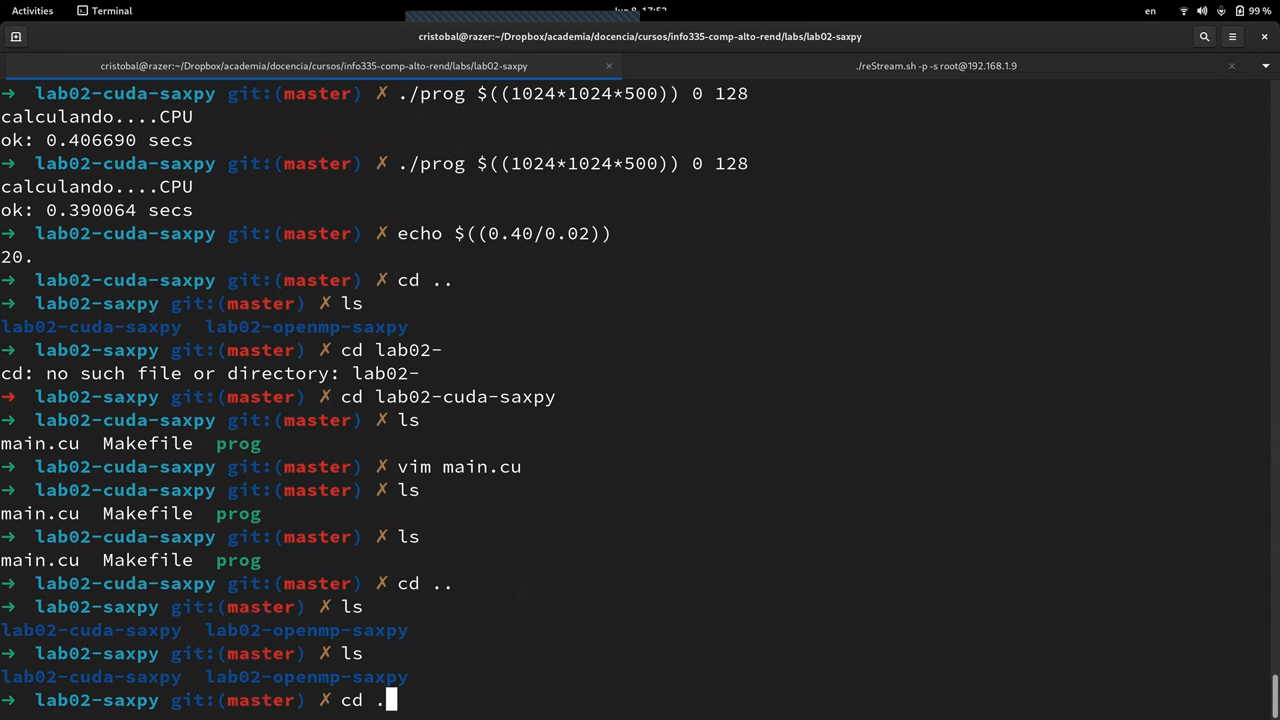 Activities Terminal en 99 %
cristobal@razer:~/Dropbox/academia/docencia/cursos/info335-comp-alto-rend/labs/lab02-saxpy
cristobal@razer:~/Dropbox/academia/docencia/cursos/info335-comp-alto-rend/labs/lab02-saxpy × ./reStream.sh -p -s root@192.168.1.9 ×
→ lab02-cuda-saxpy git:(master) ✗ ./prog $((1024*1024*500)) 0 128
calculando....CPU
ok: 0.406690 secs
→ lab02-cuda-saxpy git:(master) ✗ ./prog $((1024*1024*500)) 0 128
calculando....CPU
ok: 0.390064 secs
→ lab02-cuda-saxpy git:(master) ✗ echo $((0.40/0.02))
20.
→ lab02-cuda-saxpy git:(master) ✗ cd ..
→ lab02-saxpy git:(master) ✗ ls
lab02-cuda-saxpy lab02-openmp-saxpy
→ lab02-saxpy git:(master) ✗ cd lab02-
cd: no such file or directory: lab02-
→ lab02-saxpy git:(master) ✗ cd lab02-cuda-saxpy
→ lab02-cuda-saxpy git:(master) ✗ ls
main.cu Makefile prog
→ lab02-cuda-saxpy git:(master) ✗ vim main.cu
→ lab02-cuda-saxpy git:(master) ✗ ls
main.cu Makefile prog
→ lab02-cuda-saxpy git:(master) ✗ ls
main.cu Makefile prog
→ lab02-cuda-saxpy git:(master) ✗ cd ..
→ lab02-saxpy git:(master) ✗ ls
lab02-cuda-saxpy lab02-openmp-saxpy
→ lab02-saxpy git:(master) ✗ ls
lab02-cuda-saxpy lab02-openmp-saxpy
→ lab02-saxpy git:(master) ✗ cd .